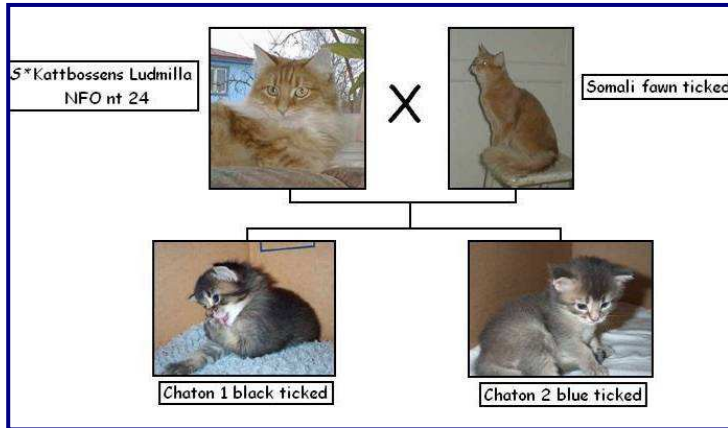 S*Kattbossens Ludmilla
NFO nt 24
X
Somali fawn ticked
Chaton 1 black ticked
Chaton 2 blue ticked